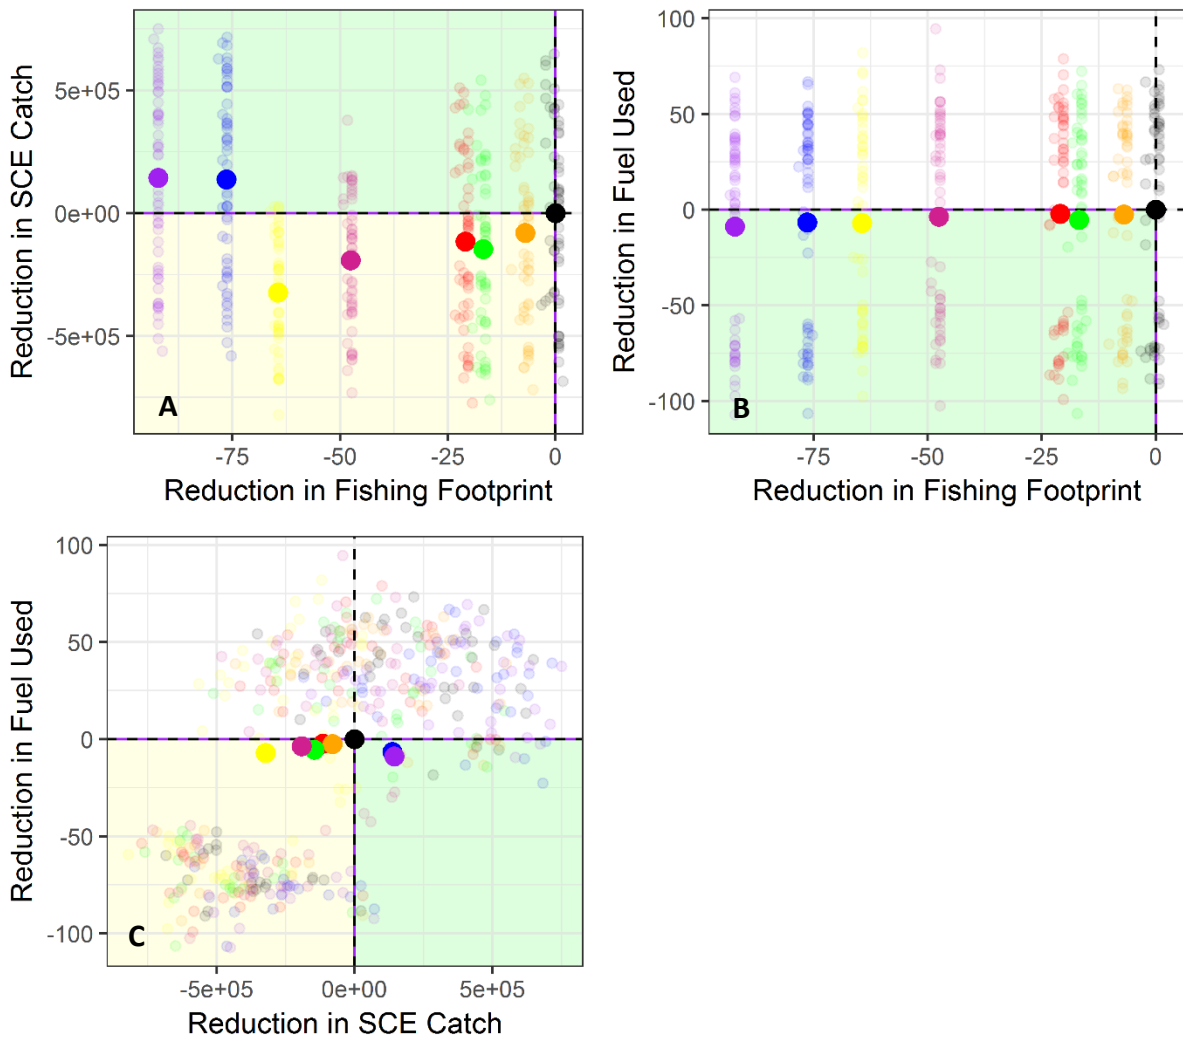 5e+05
0e+00
-5e+05
Reduction in SCE Catch
A
-75
-50
-25
0
Reduction in Fishing Footprint
100
50
0
-50
-100
Reduction in Fuel Used
B
-75
-50
-25
0
Reduction in Fishing Footprint
100
50
0
-50
-100
Reduction in Fuel Used
C
-5e+05
0e+00
5e+05
Reduction in SCE Catch